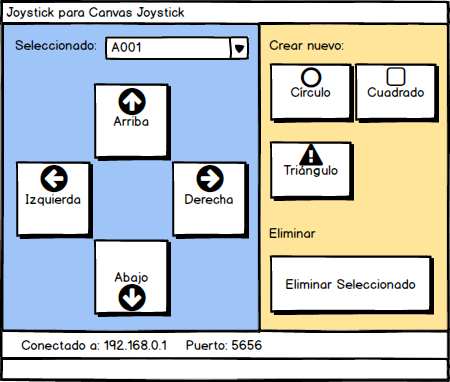 Joystick para Canvas Joystick
Seleccionado: A001
Arriba
Izquierda
Derecha
Abajo
Crear nuevo:
Círculo
Cuadrado
Triángulo
Eliminar
Eliminar Seleccionado
Conectado a: 192.168.0.1 Puerto: 5656